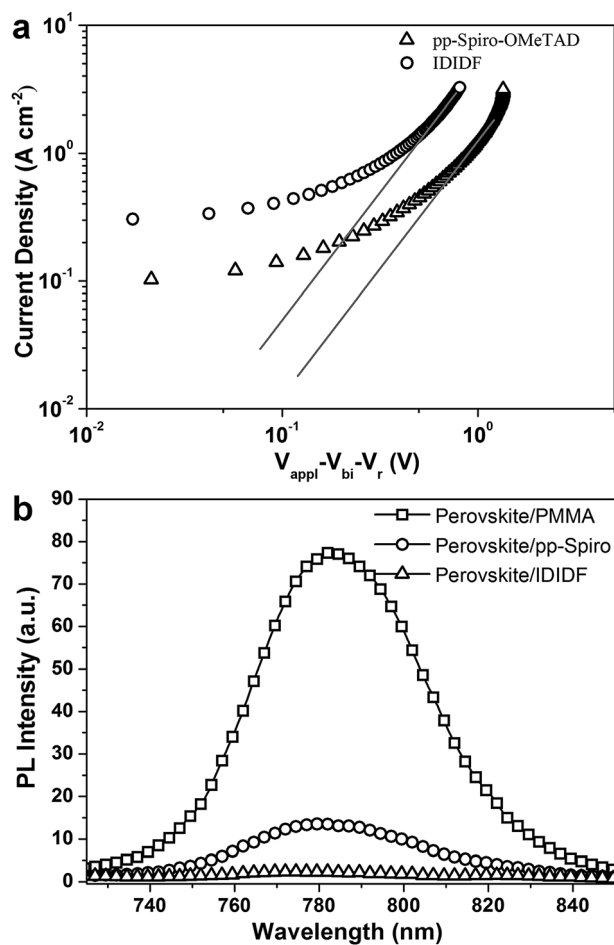 a
pp-Spiro-OMeTAD
IDIDF
Current Density (A cm⁻²)
10¹
10⁰
10⁻¹
10⁻²
10⁻² 10⁻¹ 10⁰
V_appl-V_bi-V_r (V)
b
Perovskite/PMMA
Perovskite/pp-Spiro
Perovskite/IDIDF
PL Intensity (a.u.)
90
80
70
60
50
40
30
20
10
0
740 760 780 800 820 840
Wavelength (nm)